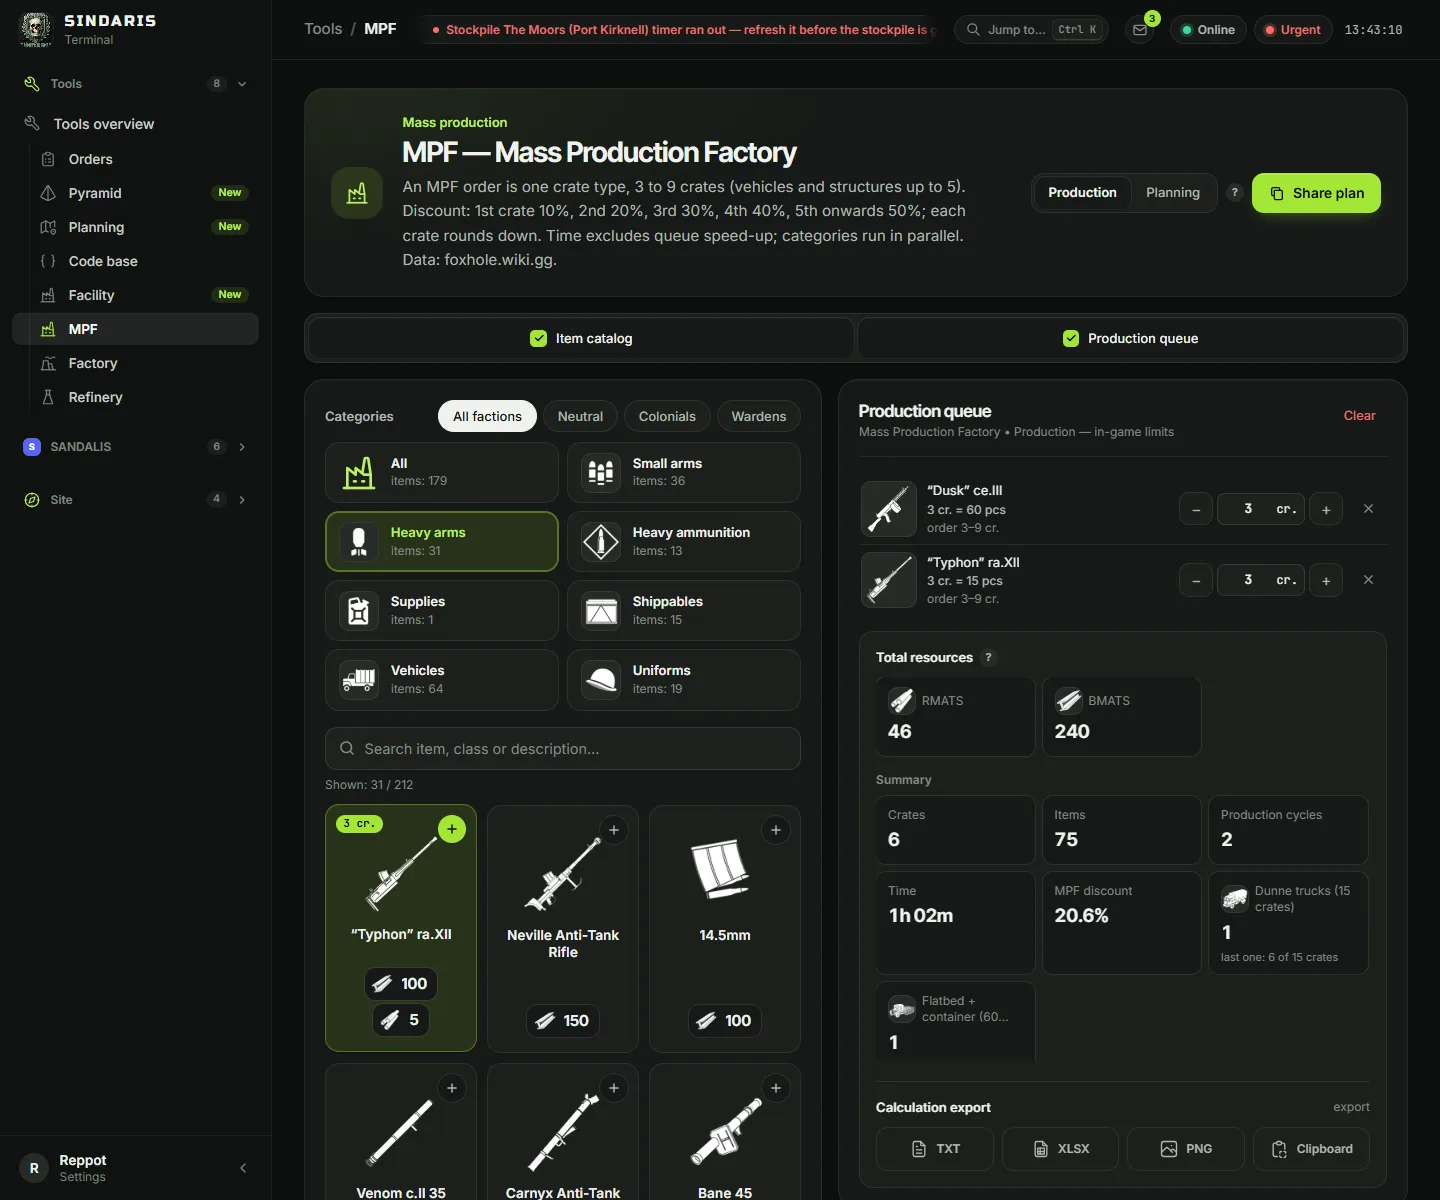 SINDARIS
Terminal
Tools / MPF
Stockpile The Moors (Port Kirknell) timer ran out — refresh it before the stockpile is
Jump to... Ctrl K
3
Online
Urgent
13:43:10
Tools 8
Tools overview
Orders
Pyramid New
Planning New
Code base
Facility New
MPF
Factory
Refinery
S SANDALIS 6
Site 4
R Reppot
Settings
Mass production
MPF — Mass Production Factory
An MPF order is one crate type, 3 to 9 crates (vehicles and structures up to 5).
Discount: 1st crate 10%, 2nd 20%, 3rd 30%, 4th 40%, 5th onwards 50%; each
crate rounds down. Time excludes queue speed-up; categories run in parallel.
Data: foxhole.wiki.gg.
Production Planning ? Share plan
Item catalog
Production queue
Categories
All factions Neutral Colonials Wardens
All
items: 179
Small arms
items: 36
Heavy arms
items: 31
Heavy ammunition
items: 13
Supplies
items: 1
Shippables
items: 15
Vehicles
items: 64
Uniforms
items: 19
Search item, class or description...
Shown: 31 / 212
3 cr. +
“Typhon” ra.XII
100
5
+
Neville Anti-Tank
Rifle
150
+
14.5mm
100
+
Venom c.II 35
+
Carnyx Anti-Tank
+
Bane 45
Production queue
Mass Production Factory • Production — in-game limits
Clear
“Dusk” ce.III
3 cr. = 60 pcs
order 3–9 cr.
− 3 cr. + ×
“Typhon” ra.XII
3 cr. = 15 pcs
order 3–9 cr.
− 3 cr. + ×
Total resources ?
RMATS
46
BMATS
240
Summary
Crates
6
Items
75
Production cycles
2
Time
1h 02m
MPF discount
20.6%
Dunne trucks (15
crates)
1
last one: 6 of 15 crates
Flatbed +
container (60...
1
Calculation export
export
TXT XLSX PNG Clipboard